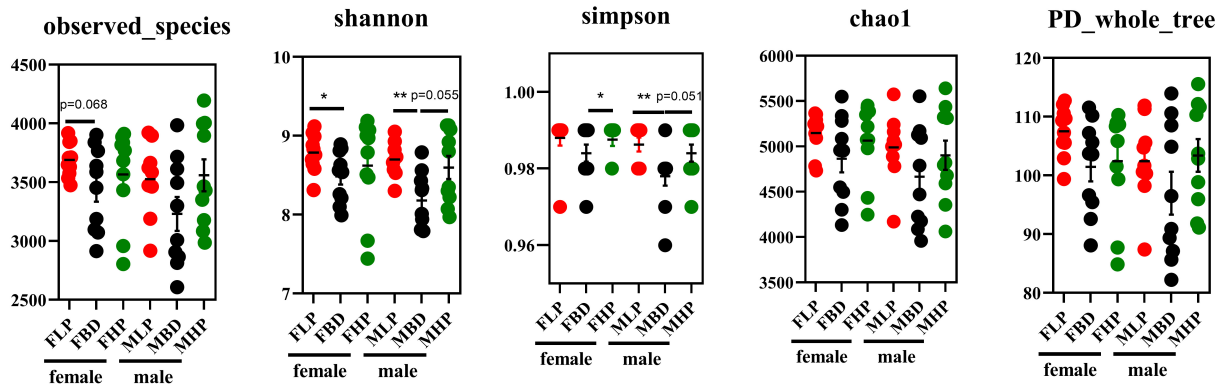 observed_species
4500
4000
3500
3000
2500
p=0.068
FLP
FBD
FHP
MLP
MBD
MHP
female
male
shannon
10
9
8
7
*
**
p=0.055
FLP
FBD
FHP
MLP
MBD
MHP
female
male
simpson
1.00
0.98
0.96
*
**
p=0.051
FLP
FBD
FHP
MLP
MBD
MHP
female
male
chao1
6000
5500
5000
4500
4000
3500
FLP
FBD
FHP
MLP
MBD
MHP
female
male
PD_whole_tree
120
110
100
90
80
FLP
FBD
FHP
MLP
MBD
MHP
female
male